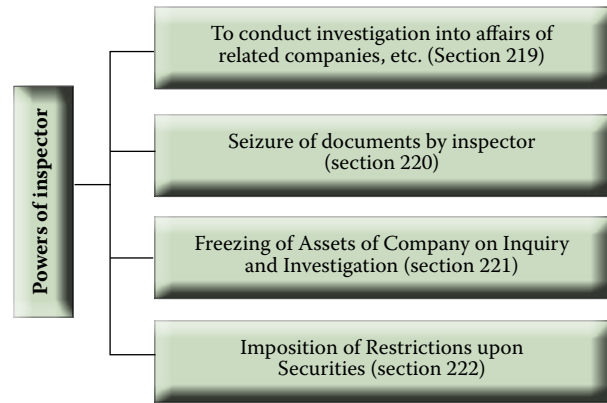 Powers of inspector
To conduct investigation into affairs of
related companies, etc. (Section 219)
Seizure of documents by inspector
(section 220)
Freezing of Assets of Company on Inquiry
and Investigation (section 221)
Imposition of Restrictions upon
Securities (section 222)